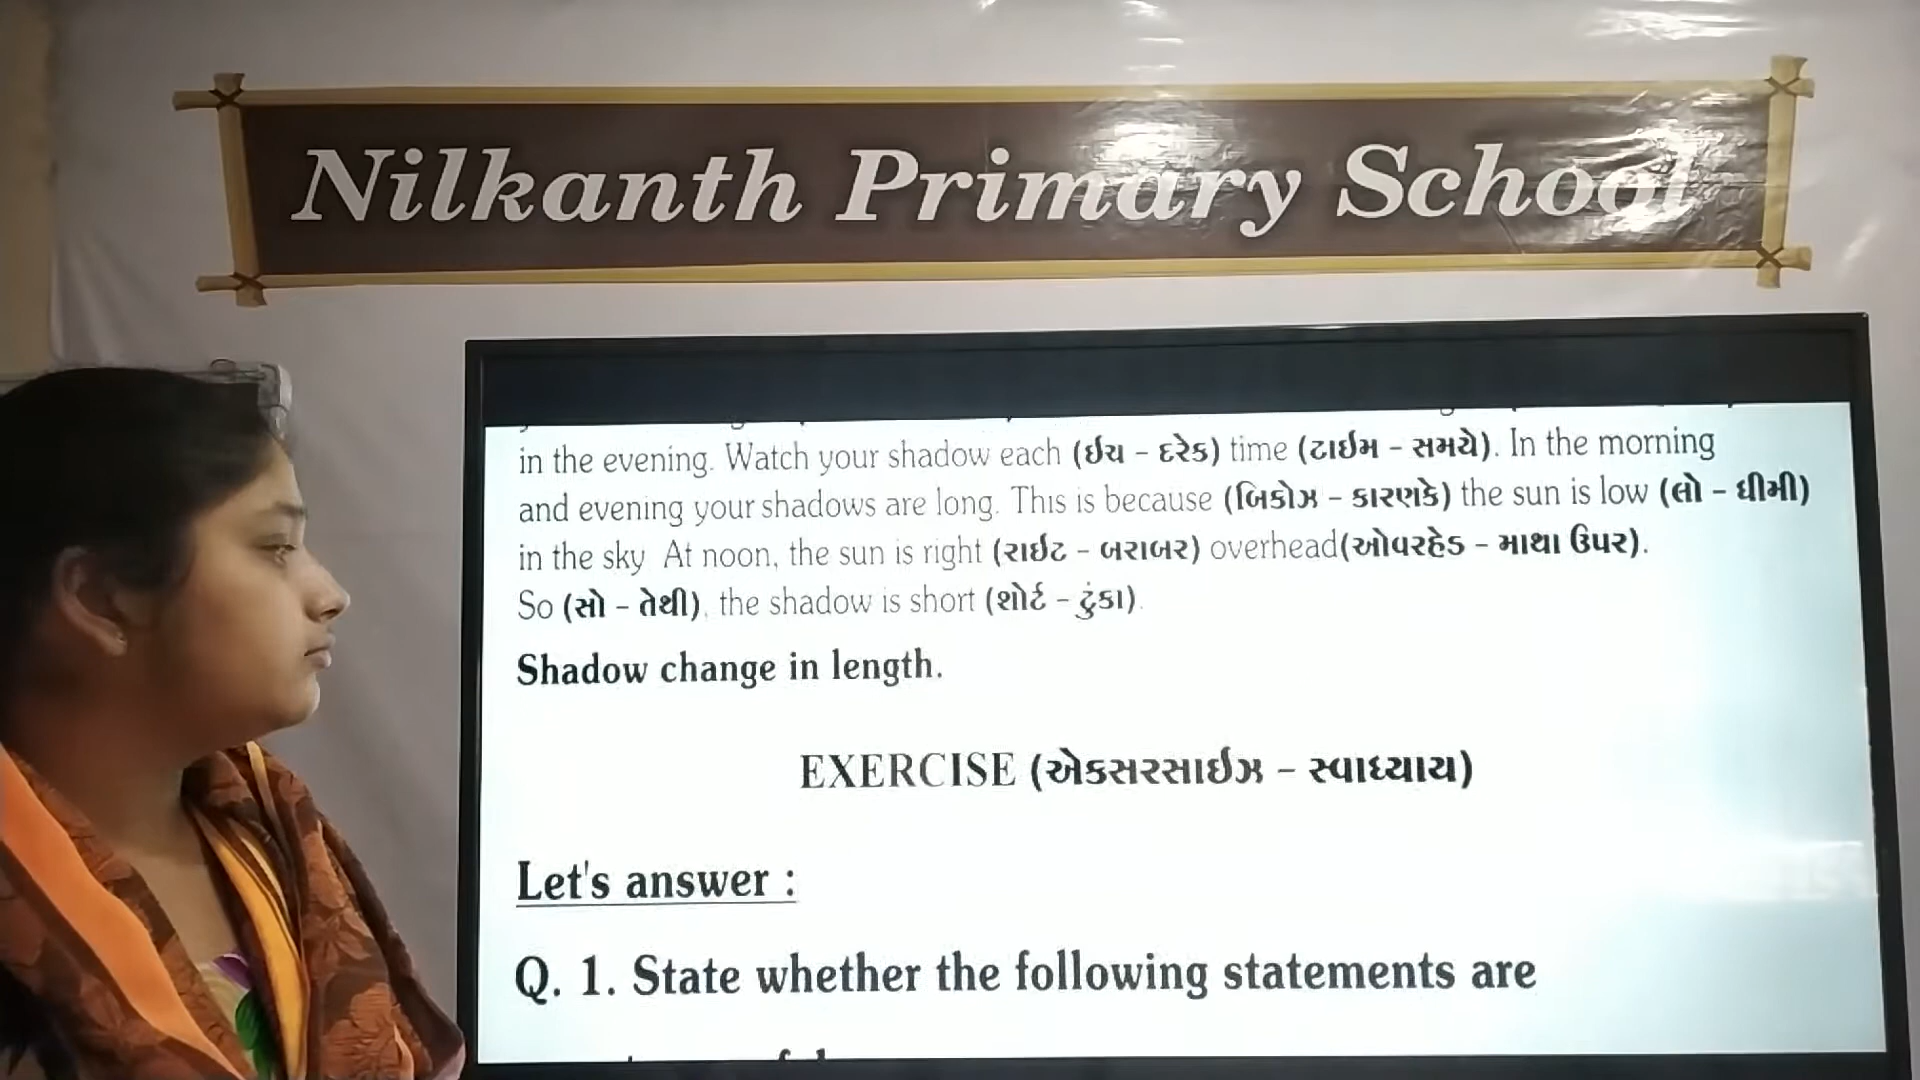 Nilkanth Primary School
in the evening. Watch your shadow each (ઈચ – દરેક) time (ટાઈમ – સમયે). In the morning
and evening your shadows are long. This is because (બિકોઝ – કારણકે) the sun is low (લો – ધીમી)
in the sky At noon, the sun is right (રાઈટ – બરાબર) overhead(ઓવરહેડ – માથા ઉપર).
So (સો – તેથી), the shadow is short (શોર્ટ – ટુંકા).
Shadow change in length.
EXERCISE (એકસરસાઈઝ – સ્વાધ્યાય)
Let's answer :
Q. 1. State whether the following statements are